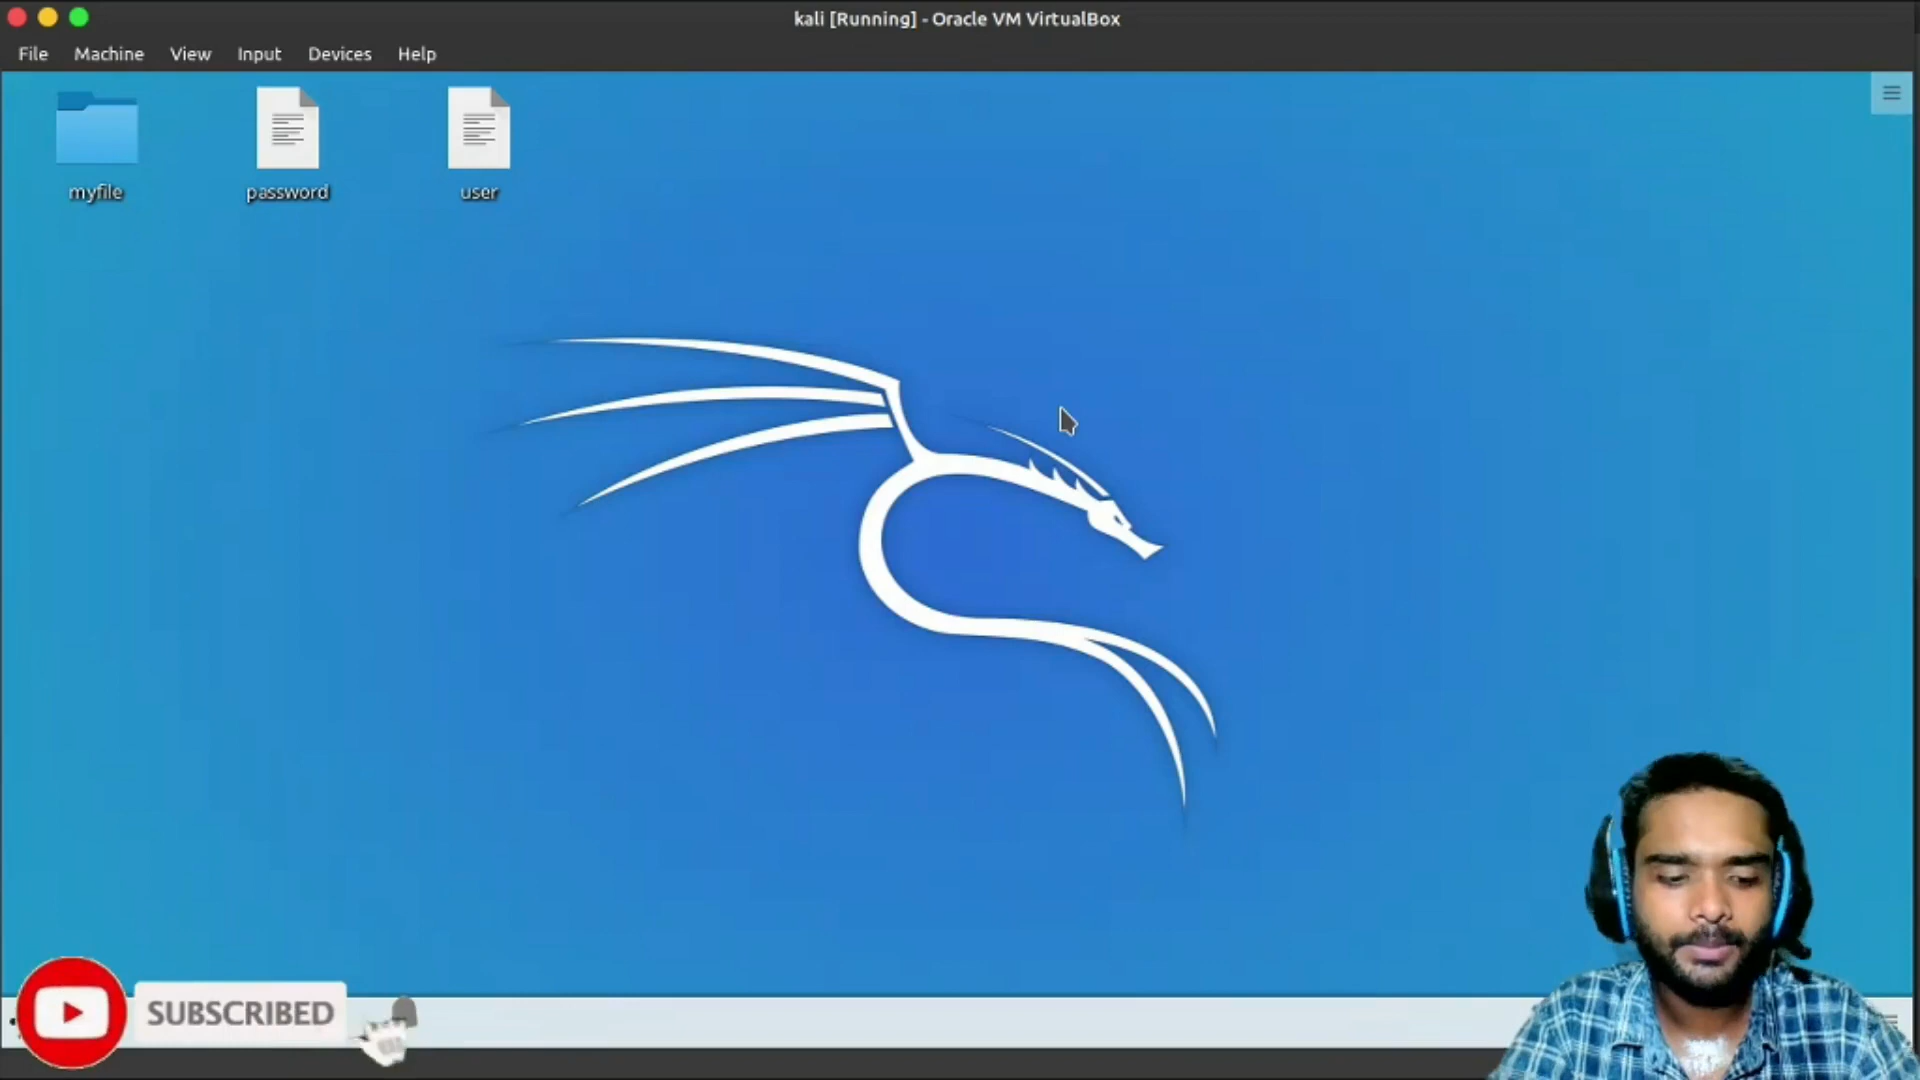 kali [Running] - Oracle VM VirtualBox
File Machine View Input Devices Help
myfile password user
SUBSCRIBED